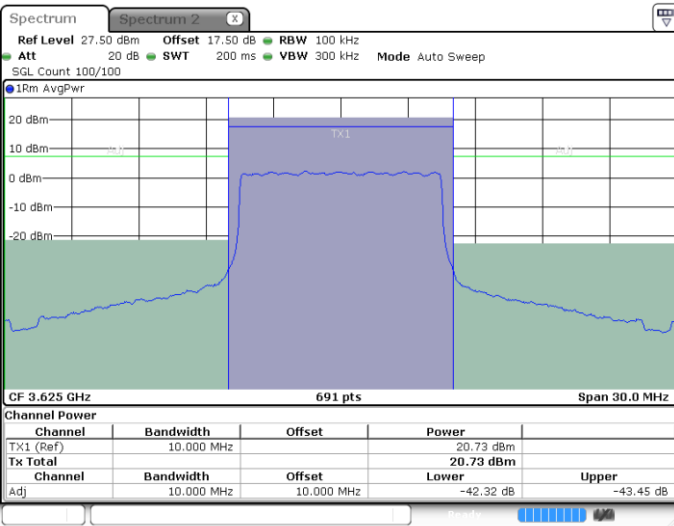 Spectrum Spectrum 2 X
Ref Level 27.50 dBm Offset 17.50 dB RBW 100 kHz
Att 20 dB SWT 200 ms VBW 300 kHz Mode Auto Sweep
SGL Count 100/100
1Rm AvgPwr
20 dBm
TX1
10 dBm
Adj Adj
0 dBm
-10 dBm
-20 dBm
CF 3.625 GHz 691 pts Span 30.0 MHz
Channel Power
Channel Bandwidth Offset Power
TX1 (Ref) 10.000 MHz 20.73 dBm
Tx Total 20.73 dBm
Channel Bandwidth Offset Lower Upper
Adj 10.000 MHz 10.000 MHz -42.32 dB -43.45 dB
Ready